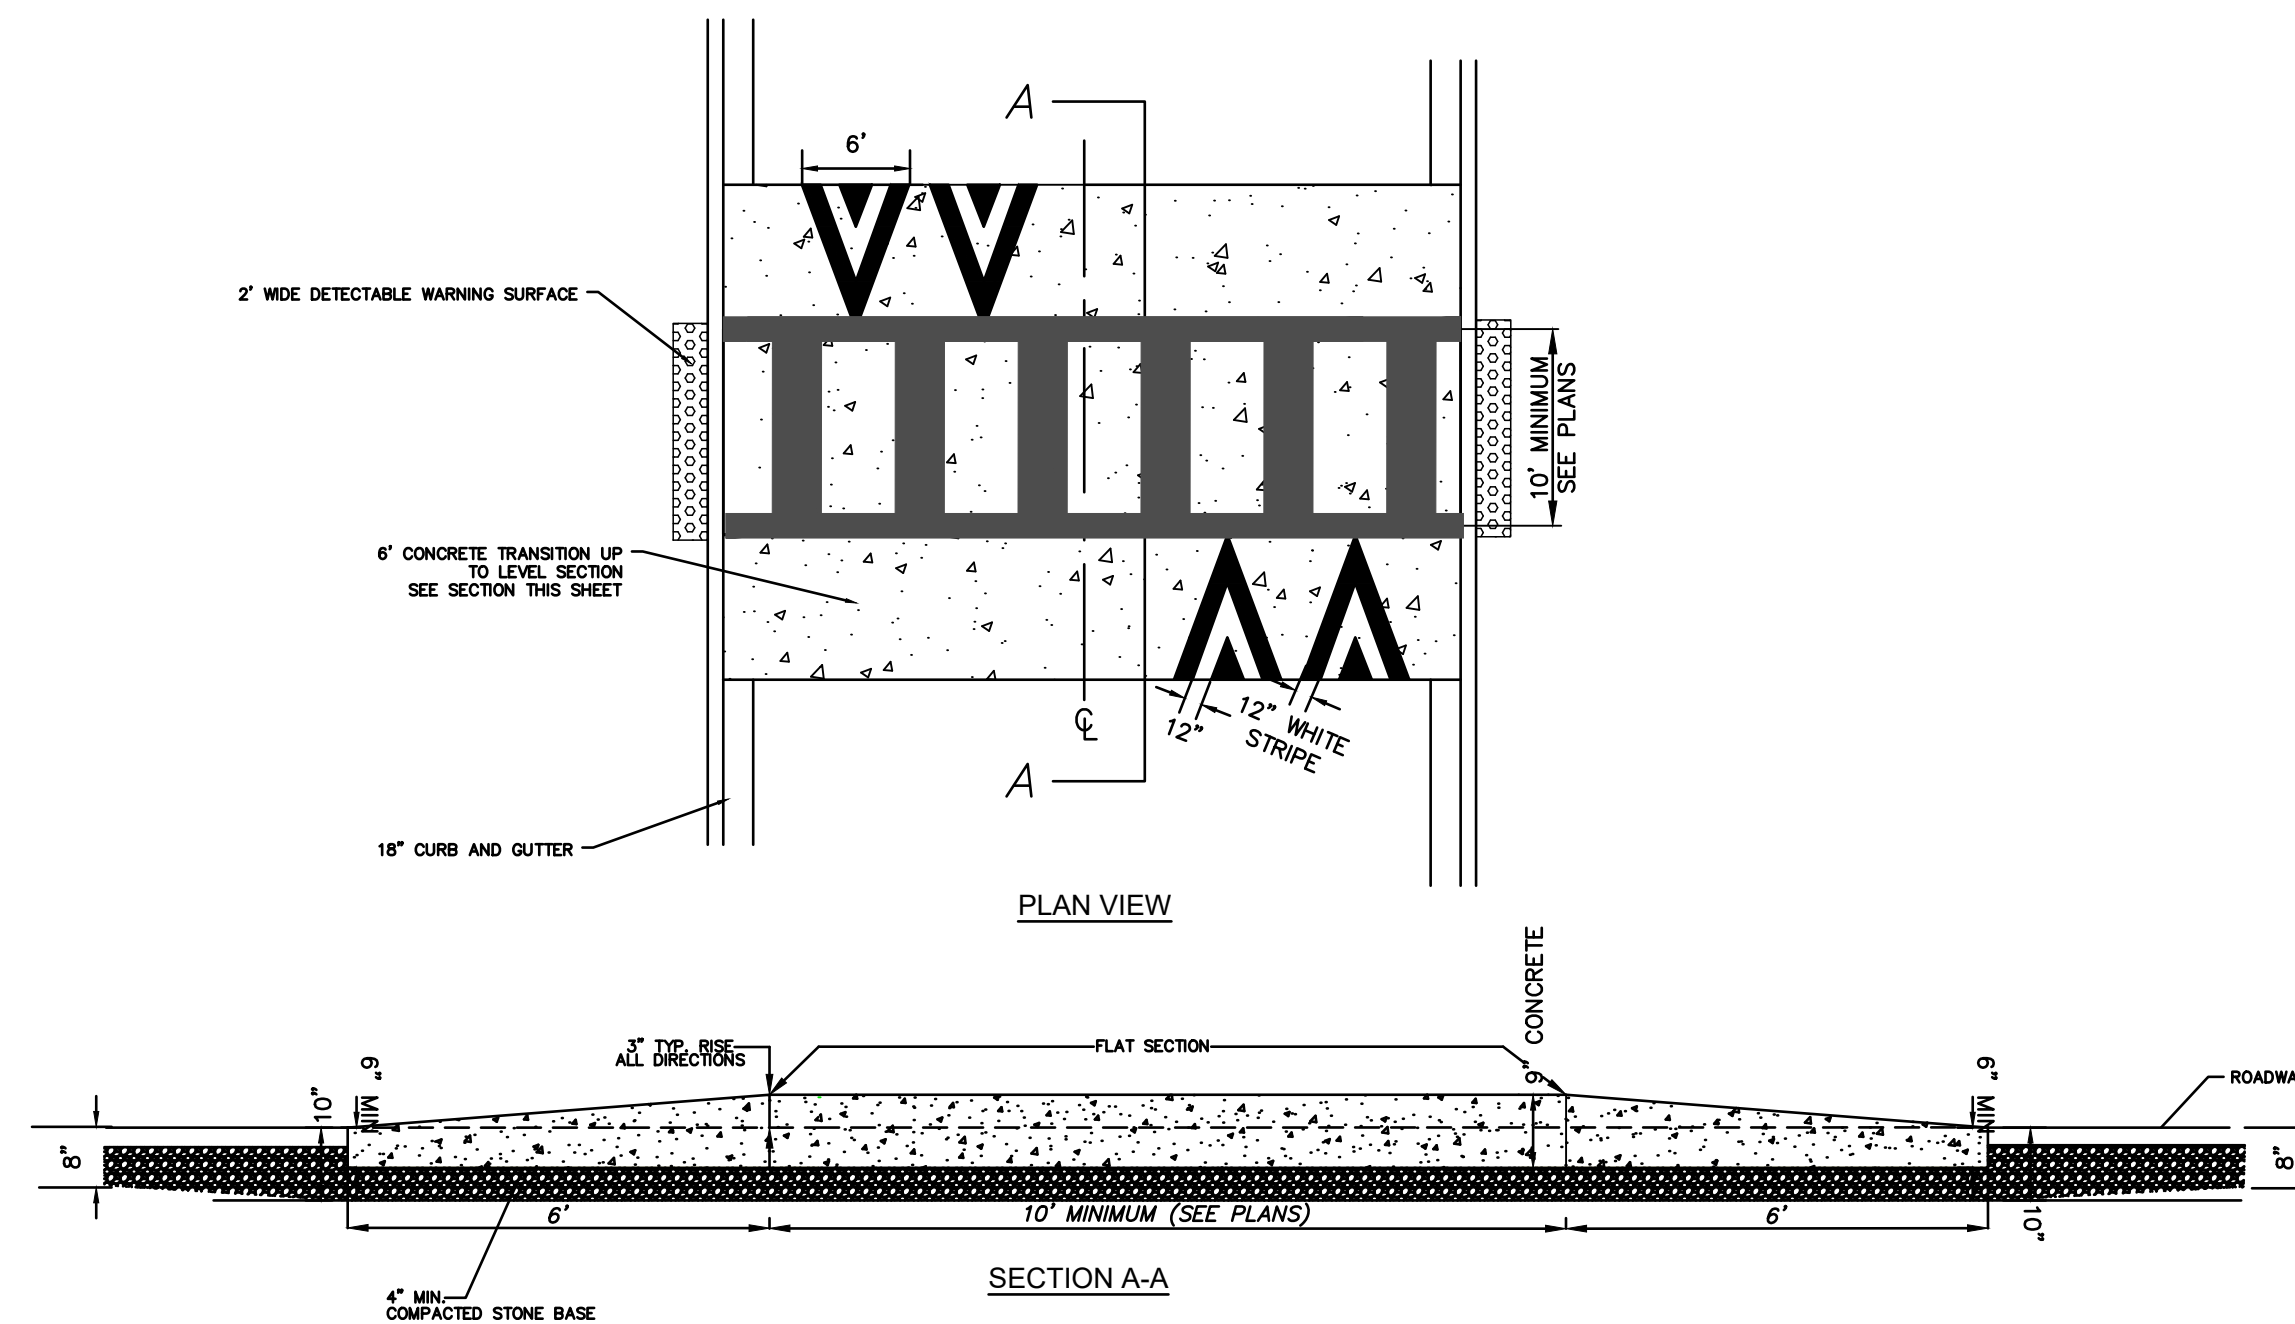 A
6'
2' WIDE DETECTABLE WARNING SURFACE
10' MINIMUM
SEE PLANS
6' CONCRETE TRANSITION UP
TO LEVEL SECTION
SEE SECTION THIS SHEET
12"
12" WHITE
STRIPE
℄
A
18" CURB AND GUTTER
PLAN VIEW
9" CONCRETE
3" TYP. RISE
ALL DIRECTIONS
FLAT SECTION
6" MIN
10"
8"
6" MIN
ROADWA
8"
10"
6'
10' MINIMUM (SEE PLANS)
6'
SECTION A-A
4" MIN.
COMPACTED STONE BASE